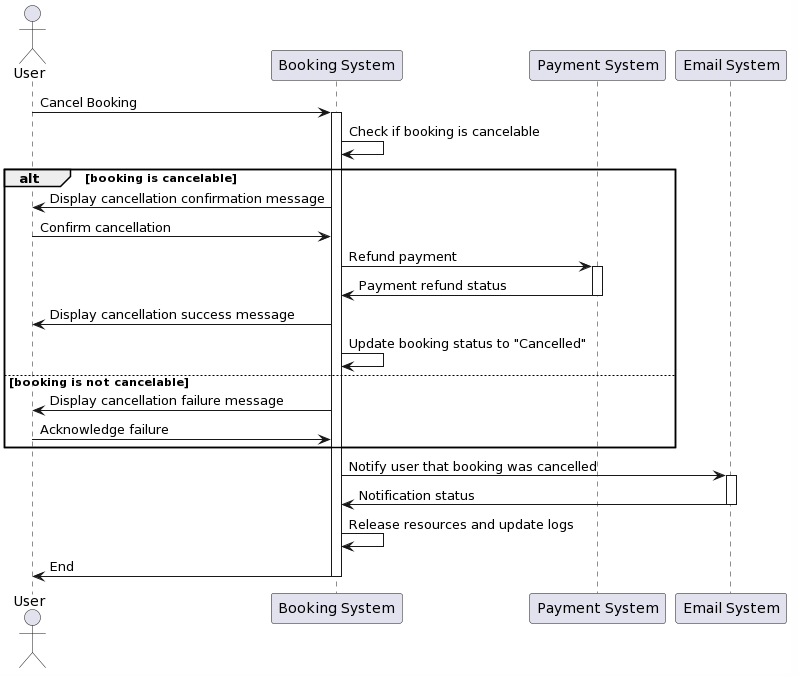 User
Booking System
Payment System
Email System
Cancel Booking
Check if booking is cancelable
alt
[booking is cancelable]
Display cancellation confirmation message
Confirm cancellation
Refund payment
Payment refund status
Display cancellation success message
Update booking status to "Cancelled"
[booking is not cancelable]
Display cancellation failure message
Acknowledge failure
Notify user that booking was cancelled
Notification status
Release resources and update logs
End
User
Booking System
Payment System
Email System